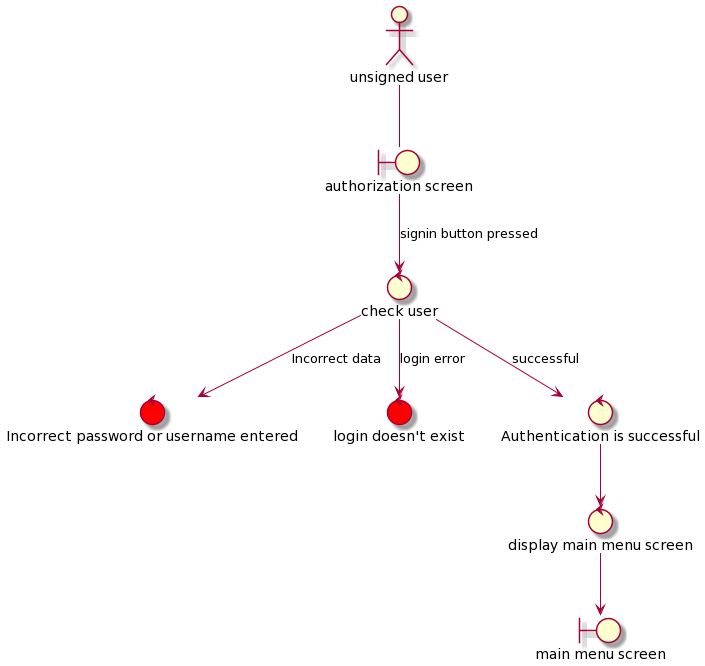 unsigned user
authorization screen
signin button pressed
check user
Incorrect data
login error
successful
Incorrect password or username entered
login doesn't exist
Authentication is successful
display main menu screen
main menu screen